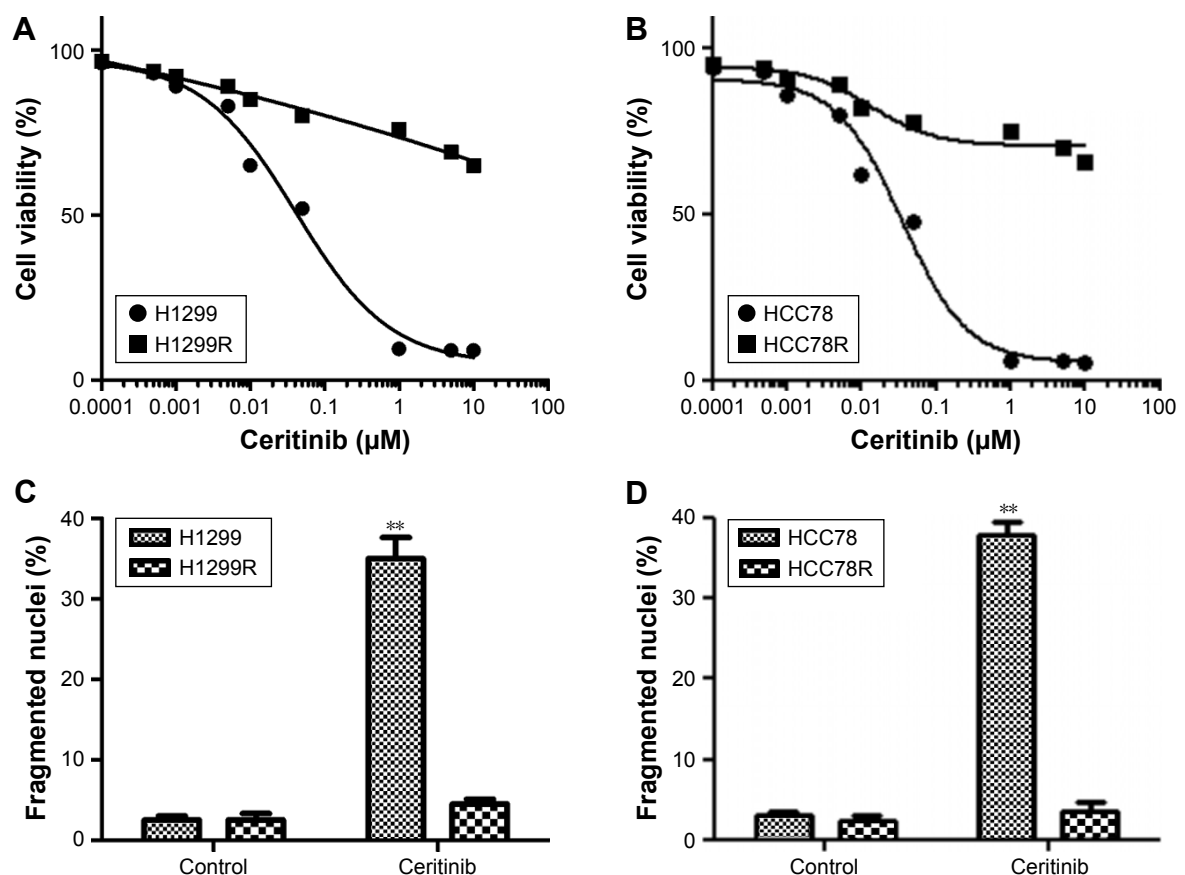 A
100
50
0
Cell viability (%)
H1299
H1299R
0.0001 0.001 0.01 0.1 1 10 100
Ceritinib (µM)
B
100
50
0
Cell viability (%)
HCC78
HCC78R
0.0001 0.001 0.01 0.1 1 10 100
Ceritinib (µM)
C
40
30
20
10
0
Fragmented nuclei (%)
H1299
H1299R
**
Control Ceritinib
D
40
30
20
10
0
Fragmented nuclei (%)
HCC78
HCC78R
**
Control Ceritinib